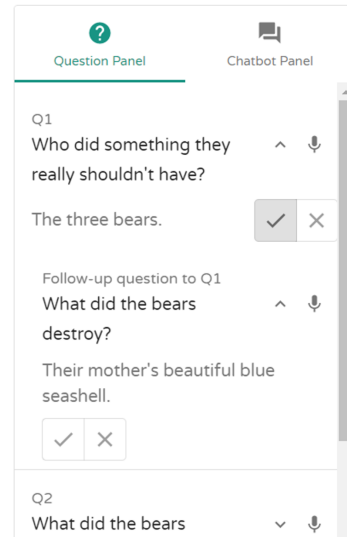 Question Panel
Chatbot Panel
Q1
Who did something they
really shouldn't have?
The three bears.
Follow-up question to Q1
What did the bears
destroy?
Their mother's beautiful blue
seashell.
Q2
What did the bears